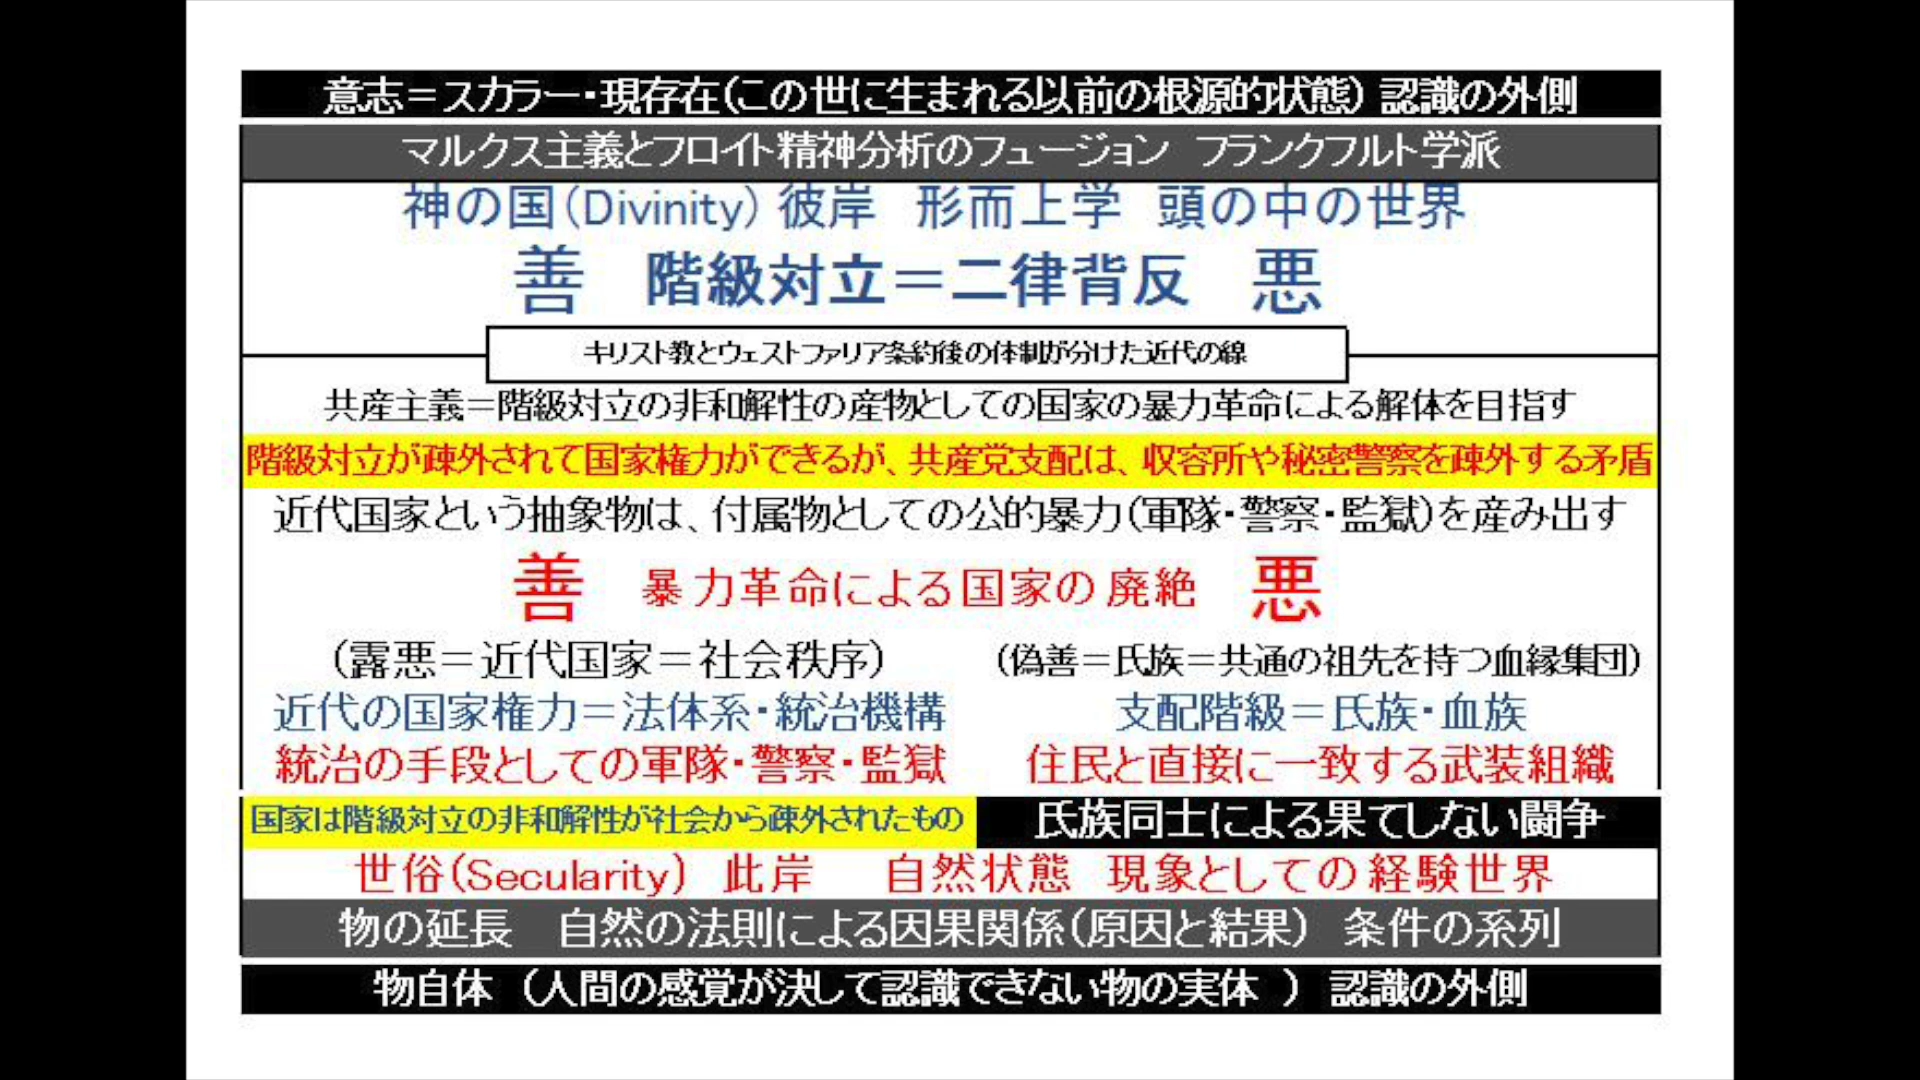 意志＝スカラー・現存在（この世に生まれる以前の根源的状態） 認識の外側
マルクス主義とフロイト精神分析のフュージョン　フランクフルト学派
神の国（Divinity） 彼岸　形而上学　頭の中の世界
善　階級対立＝二律背反　悪
キリスト教とウェストファリア条約後の体制が分けた近代の線
共産主義＝階級対立の非和解性の産物としての国家の暴力革命による解体を目指す
階級対立が疎外されて国家権力ができるが、共産党支配は、収容所や秘密警察を疎外する矛盾
近代国家という抽象物は、付属物としての公的暴力（軍隊・警察・監獄）を産み出す
善　暴力革命による国家の廃絶　悪
（露悪＝近代国家＝社会秩序）　（偽善＝氏族＝共通の祖先を持つ血縁集団）
近代の国家権力＝法体系・統治機構　支配階級＝氏族・血族
統治の手段としての軍隊・警察・監獄　住民と直接に一致する武装組織
国家は階級対立の非和解性が社会から疎外されたもの　氏族同士による果てしない闘争
世俗（Secularity）　此岸　自然状態　現象としての経験世界
物の延長　自然の法則による因果関係（原因と結果）　条件の系列
物自体　（人間の感覚が決して認識できない物の実体　）　認識の外側